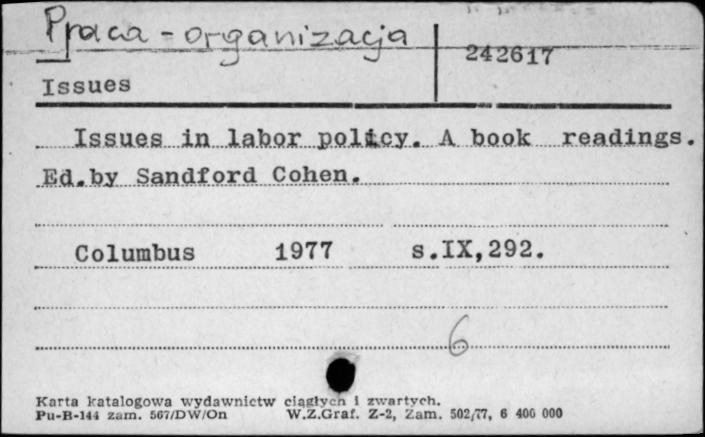 Praca - organizacja
242617
Issues
Issues in labor policy. A book readings.
Ed.by Sandford Cohen.
Columbus 1977 s.IX,292.
6
Karta katalogowa wydawnictw ciągłych i zwartych.
Pu-B-144 zam. 567/DW/On W.Z.Graf. Z-2, Zam. 502/77, 6 400 000